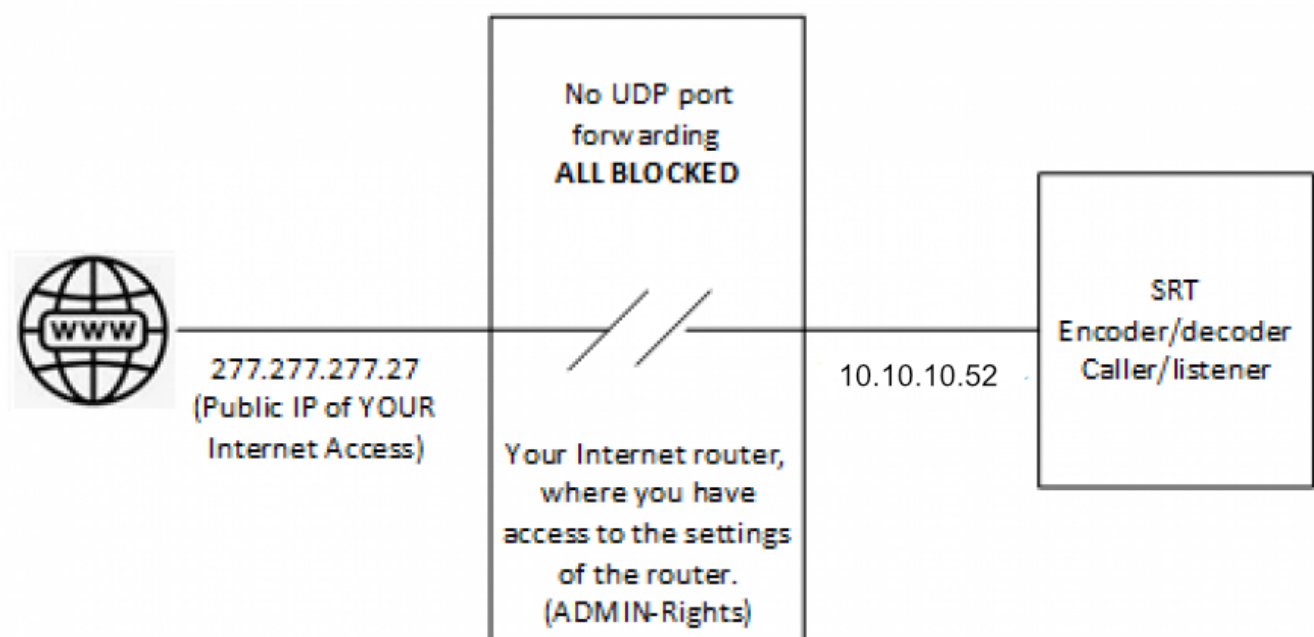 No UDP port
forwarding
ALL BLOCKED
WWW
277.277.277.27
(Public IP of YOUR
Internet Access)
10.10.10.52
SRT
Encoder/decoder
Caller/listener
Your Internet router,
where you have
access to the settings
of the router.
(ADMIN-Rights)